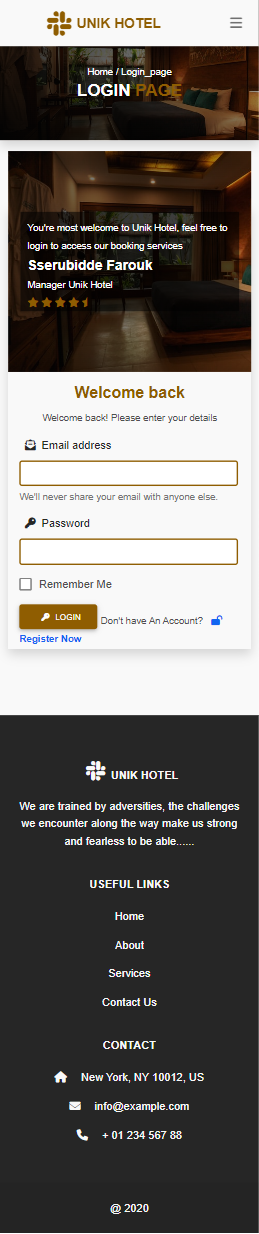 UNIK HOTEL
Home / Login_page
LOGIN PAGE
You're most welcome to Unik Hotel, feel free to
login to access our booking services
Sserubidde Farouk
Manager Unik Hotel
Welcome back
Welcome back! Please enter your details
Email address
We'll never share your email with anyone else.
Password
Remember Me
LOGIN Don't have An Account?
Register Now
UNIK HOTEL
We are trained by adversities, the challenges
we encounter along the way make us strong
and fearless to be able......
USEFUL LINKS
Home
About
Services
Contact Us
CONTACT
New York, NY 10012, US
info@example.com
+ 01 234 567 88
@ 2020